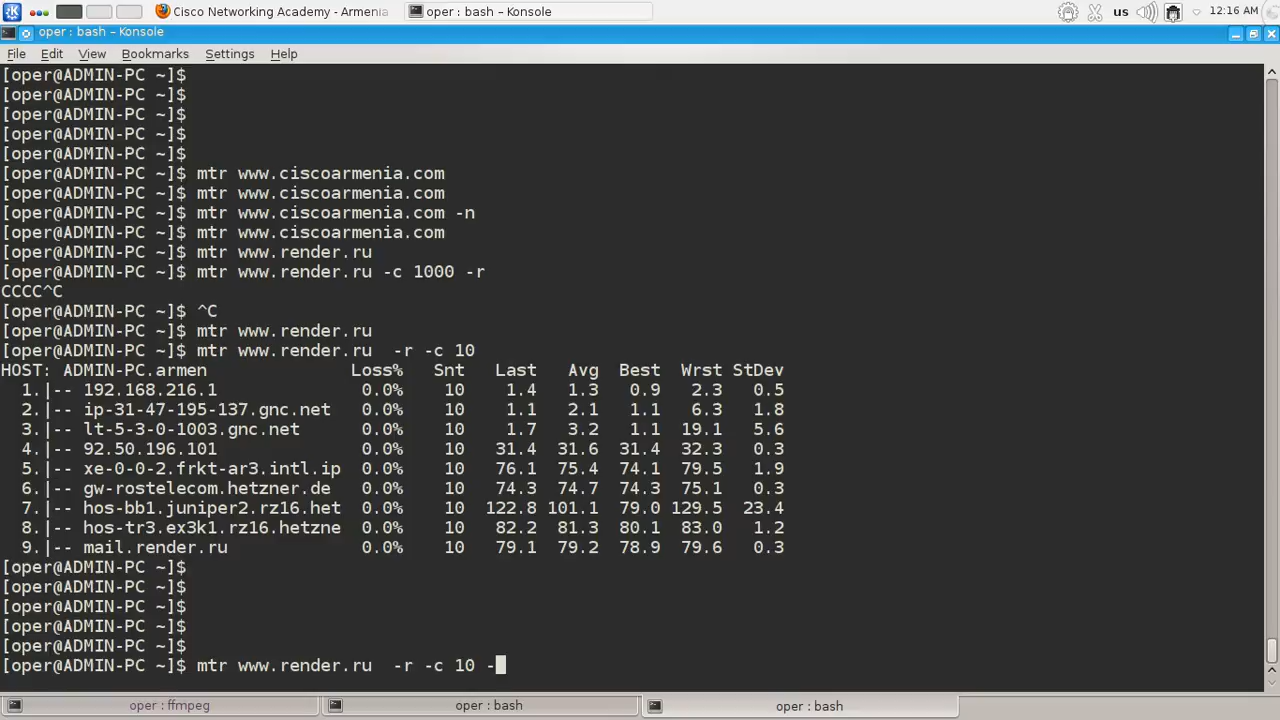 Cisco Networking Academy - Armenia
oper : bash – Konsole
us
12:16 AM
oper : bash – Konsole
File Edit View Bookmarks Settings Help
[oper@ADMIN-PC ~]$
[oper@ADMIN-PC ~]$
[oper@ADMIN-PC ~]$
[oper@ADMIN-PC ~]$
[oper@ADMIN-PC ~]$
[oper@ADMIN-PC ~]$ mtr www.ciscoarmenia.com
[oper@ADMIN-PC ~]$ mtr www.ciscoarmenia.com
[oper@ADMIN-PC ~]$ mtr www.ciscoarmenia.com -n
[oper@ADMIN-PC ~]$ mtr www.ciscoarmenia.com
[oper@ADMIN-PC ~]$ mtr www.render.ru
[oper@ADMIN-PC ~]$ mtr www.render.ru -c 1000 -r
CCCC^C
[oper@ADMIN-PC ~]$ ^C
[oper@ADMIN-PC ~]$ mtr www.render.ru
[oper@ADMIN-PC ~]$ mtr www.render.ru  -r -c 10
HOST: ADMIN-PC.armen              Loss%   Snt   Last   Avg  Best  Wrst StDev
  1.|-- 192.168.216.1              0.0%    10    1.4   1.3   0.9   2.3   0.5
  2.|-- ip-31-47-195-137.gnc.net   0.0%    10    1.1   2.1   1.1   6.3   1.8
  3.|-- lt-5-3-0-1003.gnc.net      0.0%    10    1.7   3.2   1.1  19.1   5.6
  4.|-- 92.50.196.101              0.0%    10   31.4  31.6  31.4  32.3   0.3
  5.|-- xe-0-0-2.frkt-ar3.intl.ip  0.0%    10   76.1  75.4  74.1  79.5   1.9
  6.|-- gw-rostelecom.hetzner.de   0.0%    10   74.3  74.7  74.3  75.1   0.3
  7.|-- hos-bb1.juniper2.rz16.het  0.0%    10  122.8 101.1  79.0 129.5  23.4
  8.|-- hos-tr3.ex3k1.rz16.hetzne  0.0%    10   82.2  81.3  80.1  83.0   1.2
  9.|-- mail.render.ru             0.0%    10   79.1  79.2  78.9  79.6   0.3
[oper@ADMIN-PC ~]$
[oper@ADMIN-PC ~]$
[oper@ADMIN-PC ~]$
[oper@ADMIN-PC ~]$
[oper@ADMIN-PC ~]$
[oper@ADMIN-PC ~]$ mtr www.render.ru  -r -c 10 -
oper : ffmpeg
oper : bash
oper : bash